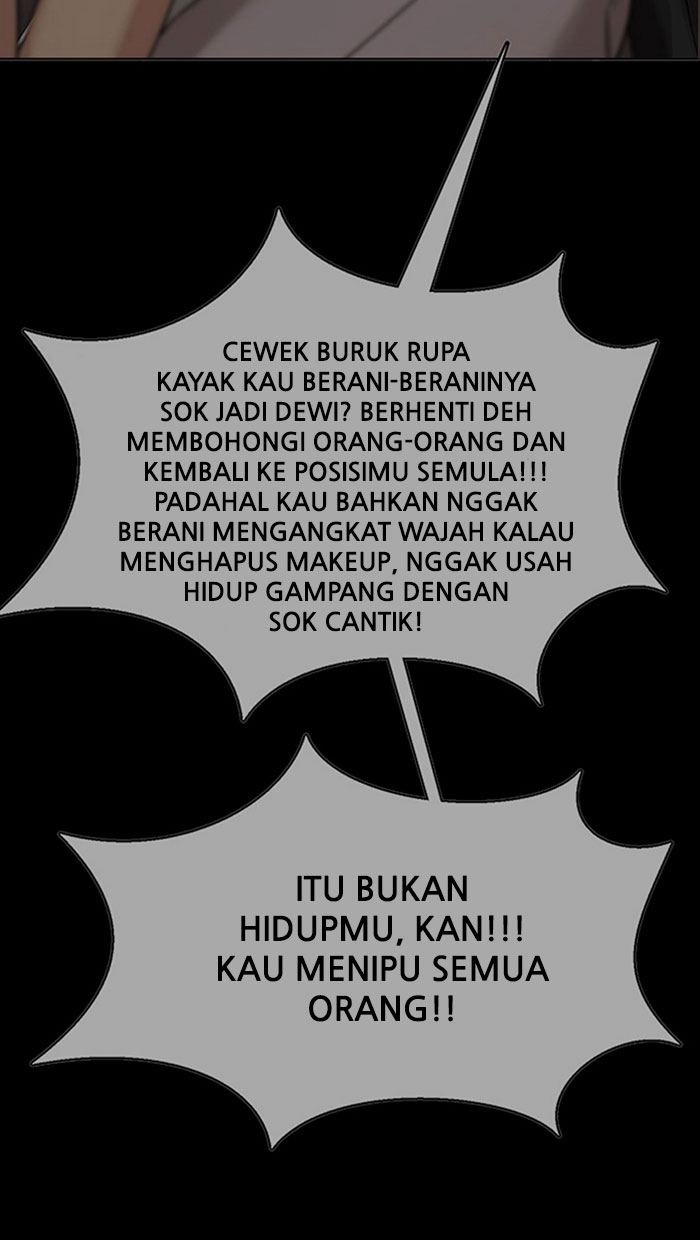 CEWEK BURUK RUPA
KAYAK KAU BERANI-BERANINYA
SOK JADI DEWI? BERHENTI DEH
MEMBOHONGI ORANG-ORANG DAN
KEMBALI KE POSISIMU SEMULA!!!
PADAHAL KAU BAHKAN NGGAK
BERANI MENGANGKAT WAJAH KALAU
MENGHAPUS MAKEUP, NGGAK USAH
HIDUP GAMPANG DENGAN
SOK CANTIK!
ITU BUKAN
HIDUPMU, KAN!!!
KAU MENIPU SEMUA
ORANG!!